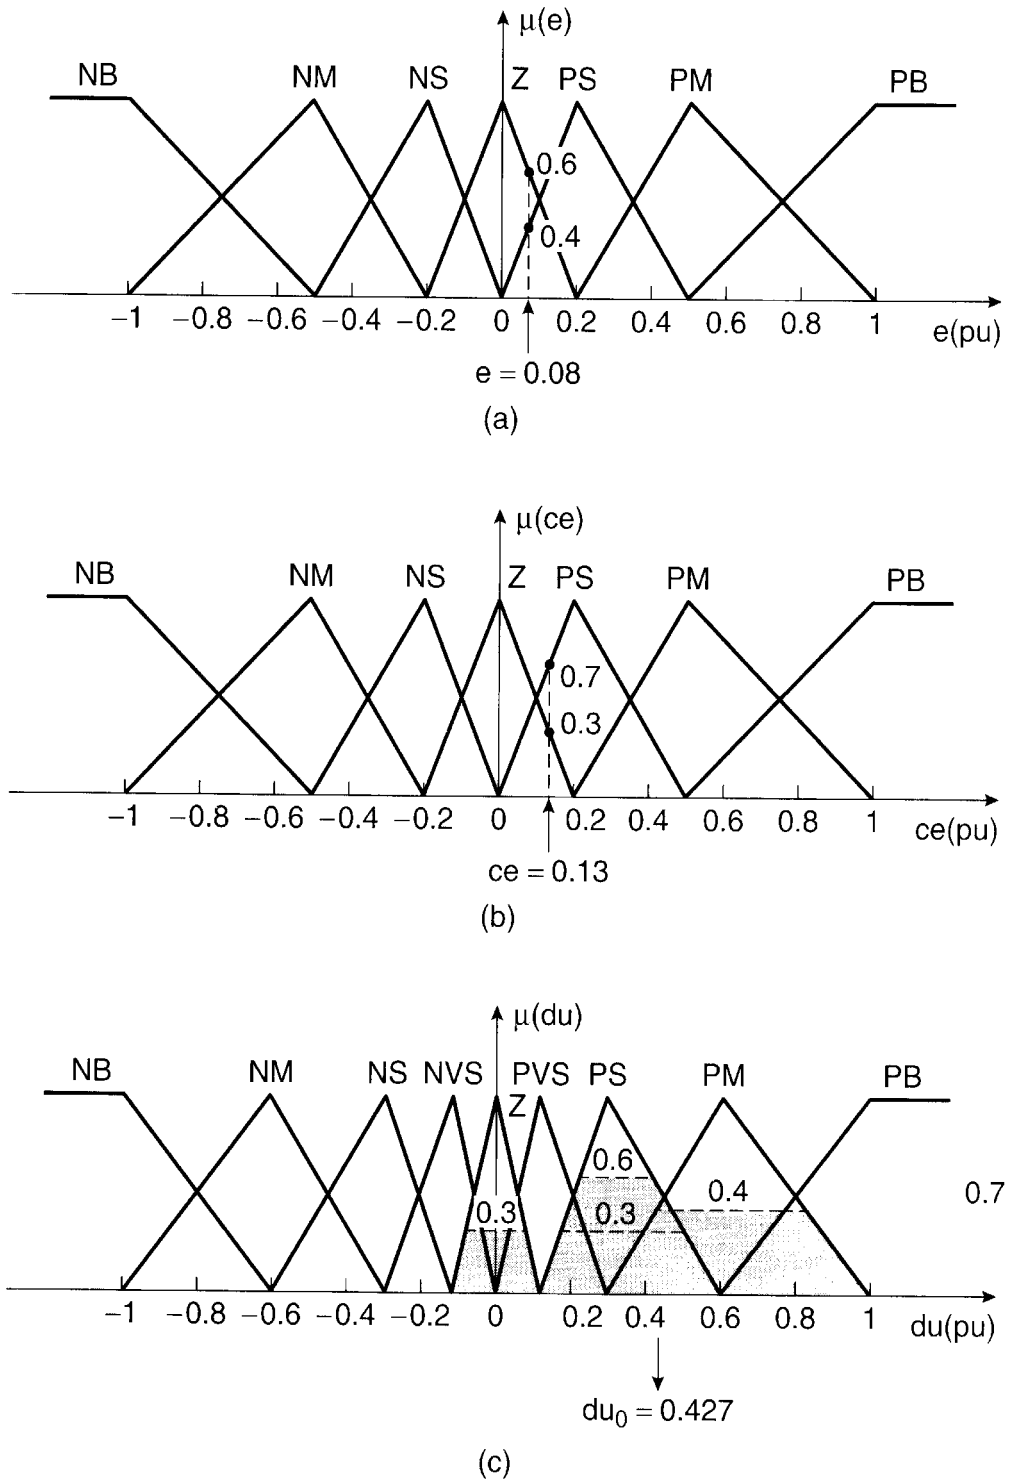 μ(e)
NB NM NS Z PS PM PB
0.6
0.4
−1 −0.8 −0.6 −0.4 −0.2 0 0.2 0.4 0.6 0.8 1
e(pu)
e = 0.08
(a)
μ(ce)
NB NM NS Z PS PM PB
0.7
0.3
−1 −0.8 −0.6 −0.4 −0.2 0 0.2 0.4 0.6 0.8 1
ce(pu)
ce = 0.13
(b)
μ(du)
NB NM NS NVS Z PVS PS PM PB
0.6
0.4 0.7
0.3 0.3
−1 −0.8 −0.6 −0.4 −0.2 0 0.2 0.4 0.6 0.8 1
du(pu)
du₀ = 0.427
(c)